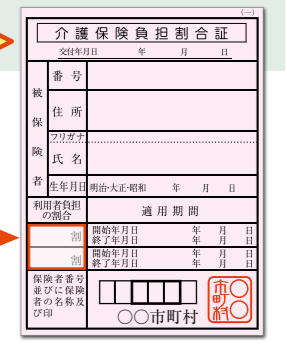 (一)
介護保険負担割合証
交付年月日 年 月 日
被保険者
番号
住所
フリガナ
氏名
生年月日 明治・大正・昭和 年 月 日
利用者負担の割合 適用期間
割 開始年月日 年 月 日
終了年月日 年 月 日
割 開始年月日 年 月 日
終了年月日 年 月 日
保険者番号
並びに保険
者の名称及
び印
〇〇市町村
市町村〇〇〇